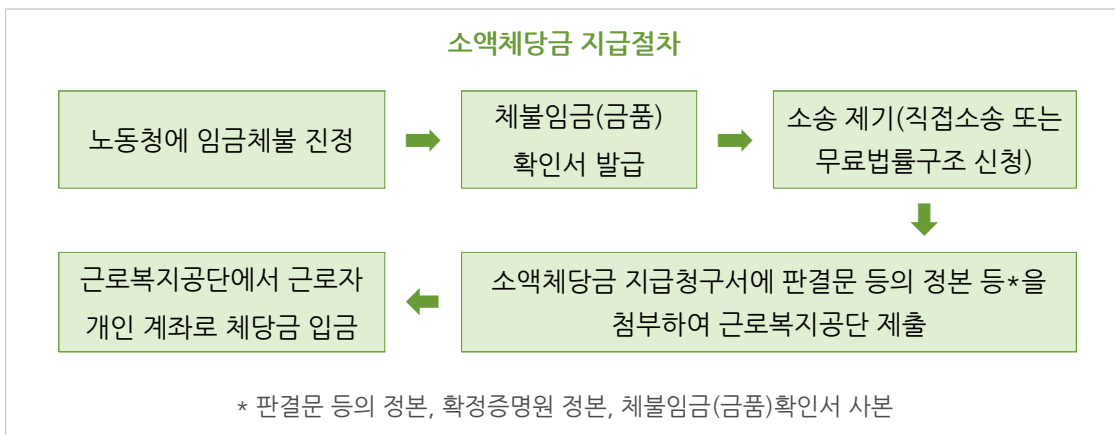 소액체당금 지급절차
노동청에 임금체불 진정
체불임금(금품)
확인서 발급
소송 제기(직접소송 또는
무료법률구조 신청)
소액체당금 지급청구서에 판결문 등의 정본 등*을
첨부하여 근로복지공단 제출
근로복지공단에서 근로자
개인 계좌로 체당금 입금
* 판결문 등의 정본, 확정증명원 정본, 체불임금(금품)확인서 사본